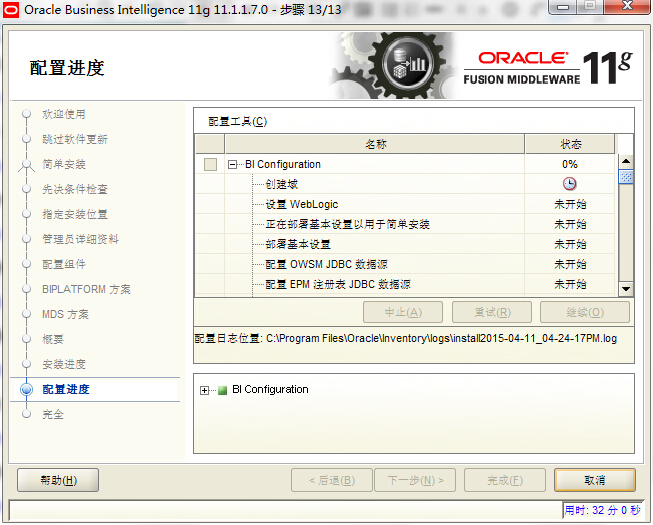 Oracle Business Intelligence 11g 11.1.1.7.0 - 步骤 13/13
配置进度
ORACLE
FUSION MIDDLEWARE 11g
欢迎使用
跳过软件更新
简单安装
先决条件检查
指定安装位置
管理员详细资料
配置组件
BIPLATFORM 方案
MDS 方案
概要
安装进度
配置进度
完全
配置工具(C)
名称 状态
BI Configuration 0%
创建域
设置 WebLogic 未开始
正在部署基本设置以用于简单安装 未开始
部署基本设置 未开始
配置 OWSM JDBC 数据源 未开始
配置 EPM 注册表 JDBC 数据源 未开始
中止(A) 重试(R) 继续(O)
配置日志位置: C:\Program Files\Oracle\Inventory\logs\install2015-04-11_04-24-17PM.log
BI Configuration
帮助(H) < 后退(B) 下一步(N) > 完成(F) 取消
用时: 32 分 0 秒